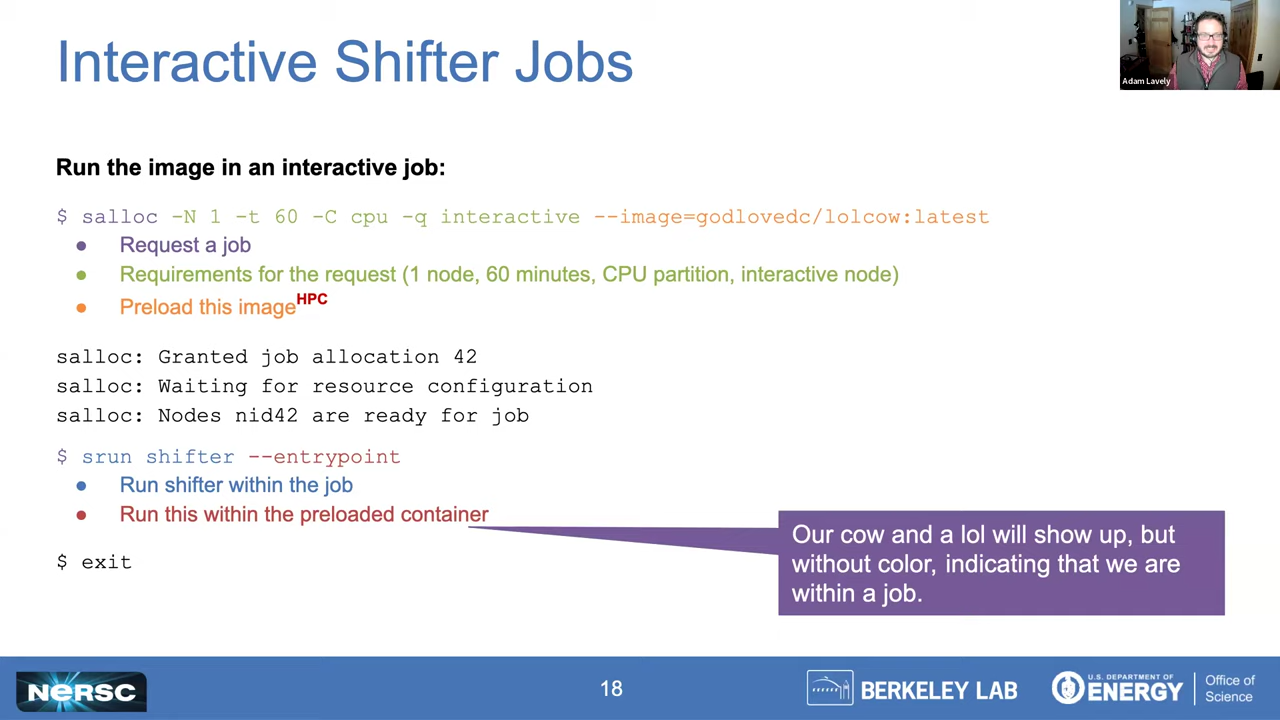 Interactive Shifter Jobs
Adam Lavely
Run the image in an interactive job:
$ salloc -N 1 -t 60 -C cpu -q interactive --image=godlovedc/lolcow:latest
● Request a job
● Requirements for the request (1 node, 60 minutes, CPU partition, interactive node)
● Preload this imageHPC
salloc: Granted job allocation 42
salloc: Waiting for resource configuration
salloc: Nodes nid42 are ready for job
$ srun shifter --entrypoint
● Run shifter within the job
● Run this within the preloaded container
Our cow and a lol will show up, but
without color, indicating that we are
within a job.
$ exit
NERSC
18
BERKELEY LAB
U.S. DEPARTMENT OF
ENERGY
Office of
Science